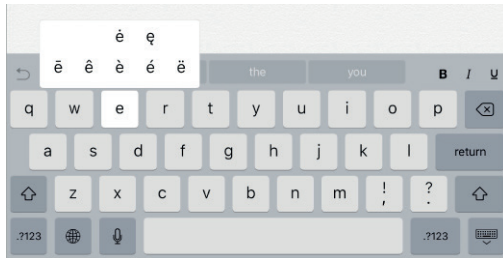 ė ę
ē ê è é ë
the you B I U
q w e r t y u i o p
a s d f g h j k l return
z x c v b n m ! , ? .
.?123 .?123